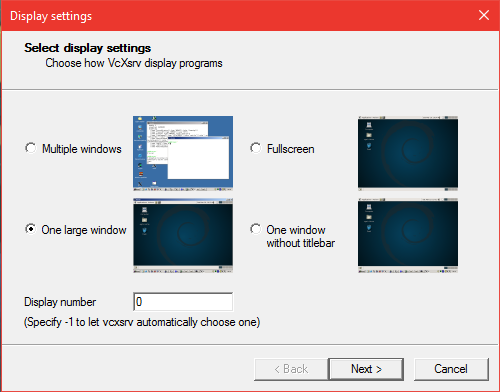 Display settings
Select display settings
Choose how VcXsrv display programs
Multiple windows
Fullscreen
One large window
One window
without titlebar
Display number
0
(Specify -1 to let vcxsrv automatically choose one)
< Back
Next >
Cancel